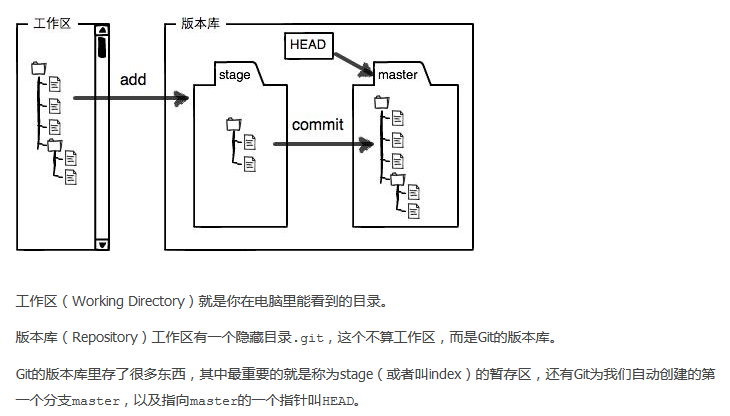 工作区
版本库
HEAD
add
stage
master
commit
工作区（Working Directory）就是你在电脑里能看到的目录。
版本库（Repository）工作区有一个隐藏目录.git，这个不算工作区，而是Git的版本库。
Git的版本库里存了很多东西，其中最重要的就是称为stage（或者叫index）的暂存区，还有Git为我们自动创建的第
一个分支master，以及指向master的一个指针叫HEAD。